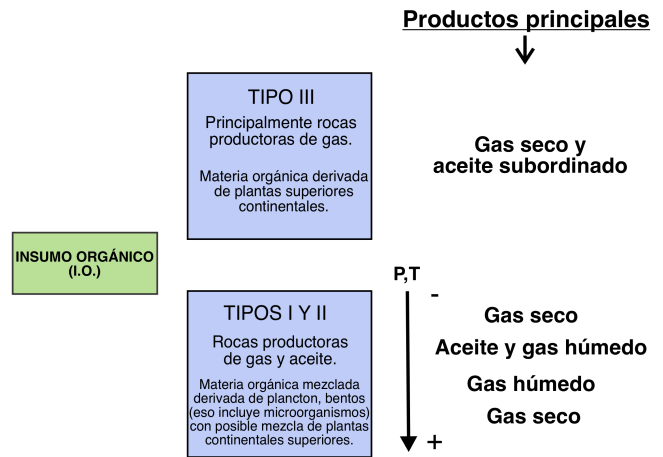 Productos principales
TIPO III
Principalmente rocas
productoras de gas.
Materia orgánica derivada
de plantas superiores
continentales.
Gas seco y
aceite subordinado
INSUMO ORGÁNICO
(I.O.)
P,T
-
TIPOS I Y II
Rocas productoras
de gas y aceite.
Materia orgánica mezclada
derivada de plancton, bentos
(eso incluye microorganismos)
con posible mezcla de plantas
continentales superiores.
Gas seco
Aceite y gas húmedo
Gas húmedo
Gas seco
+